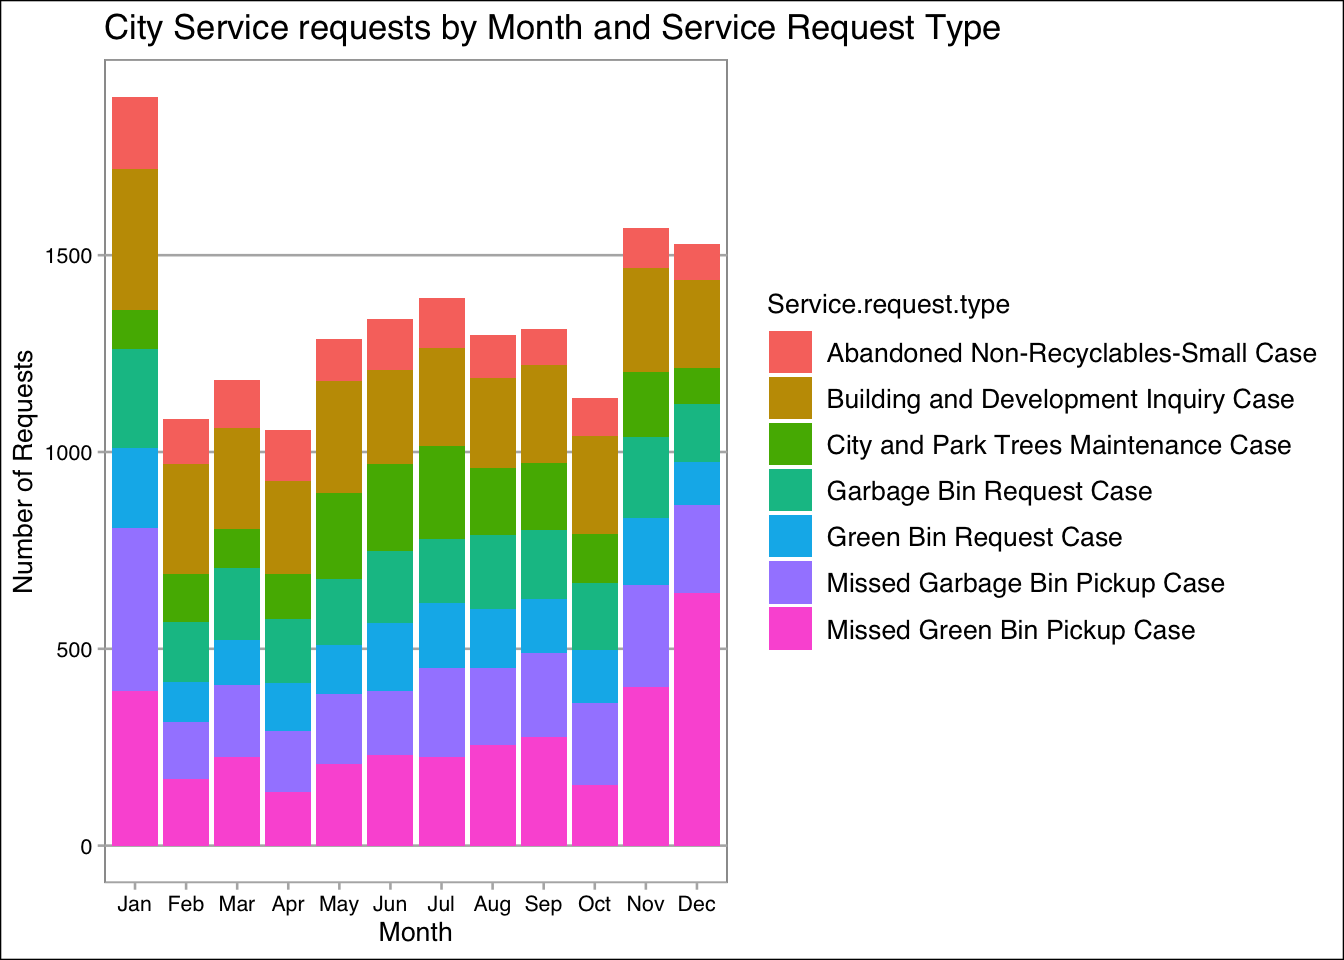 City Service requests by Month and Service Request Type
Number of Requests
1500
1000
500
0
Jan Feb Mar Apr May Jun Jul Aug Sep Oct Nov Dec
Month
Service.request.type
Abandoned Non-Recyclables-Small Case
Building and Development Inquiry Case
City and Park Trees Maintenance Case
Garbage Bin Request Case
Green Bin Request Case
Missed Garbage Bin Pickup Case
Missed Green Bin Pickup Case